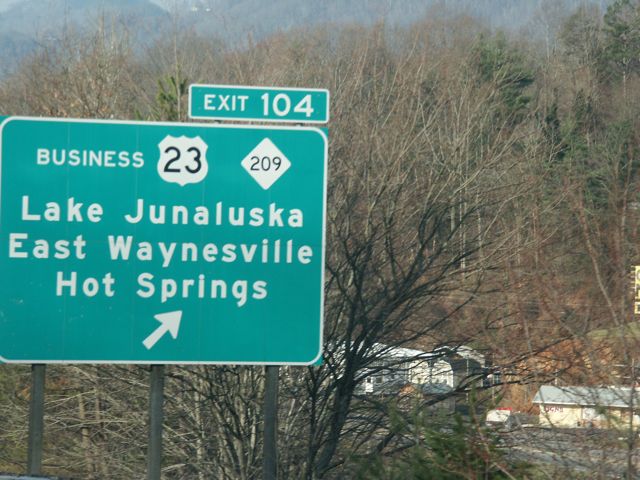 EXIT 104
BUSINESS 23 209
Lake Junaluska
East Waynesville
Hot Springs